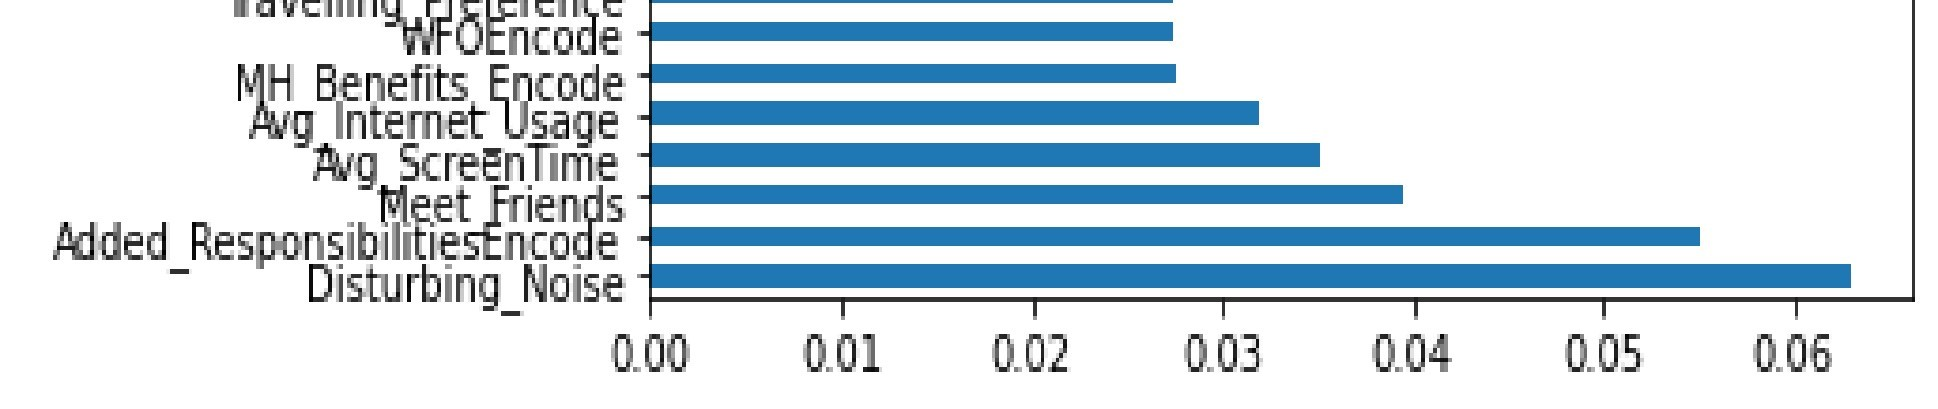 Travelling_Preference
WFOEncode
MH_Benefits_Encode
Avg_Internet_Usage
Avg_ScreenTime
Meet_Friends
Added_ResponsibilitiesEncode
Disturbing_Noise
0.00 0.01 0.02 0.03 0.04 0.05 0.06